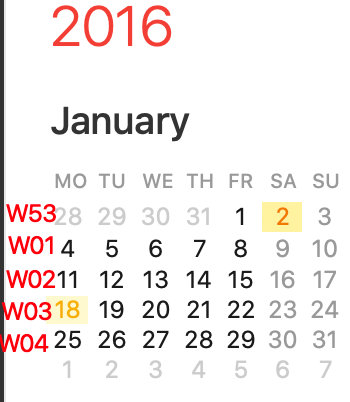 2016
January
MO TU WE TH FR SA SU
W53 28 29 30 31 1 2 3
W01 4 5 6 7 8 9 10
W02 11 12 13 14 15 16 17
W03 18 19 20 21 22 23 24
W04 25 26 27 28 29 30 31
1 2 3 4 5 6 7